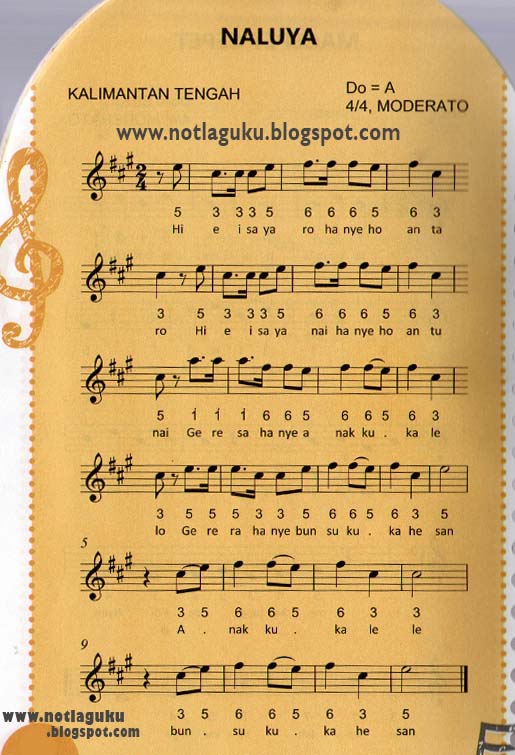 NALUYA
KALIMANTAN TENGAH
Do = A
4/4, MODERATO
www.notlaguku.blogspot.com
2
4
5 3 3 3 5 6 6 6 5 6 3
Hi e i sa ya ro ha nye ho an ta
3 5 3 3 3 5 6 6 6 5 6 3
ro Hi e i sa ya nai ha nye ho an tu
5 1 1 1 6 6 5 6 6 5 6 3
nai Ge re sa ha nye a nak ku . ka le
3 5 5 5 3 3 5 6 6 5 6 3 5
lo Ge re ra ha nye bun su ku . ka he san
5
3 5 6 6 5 6 3 3
A . nak ku . ka le le
9
3 5 6 6 5 6 3 5
bun . su ku . ka he san
www.notlaguku
.blogspot.com